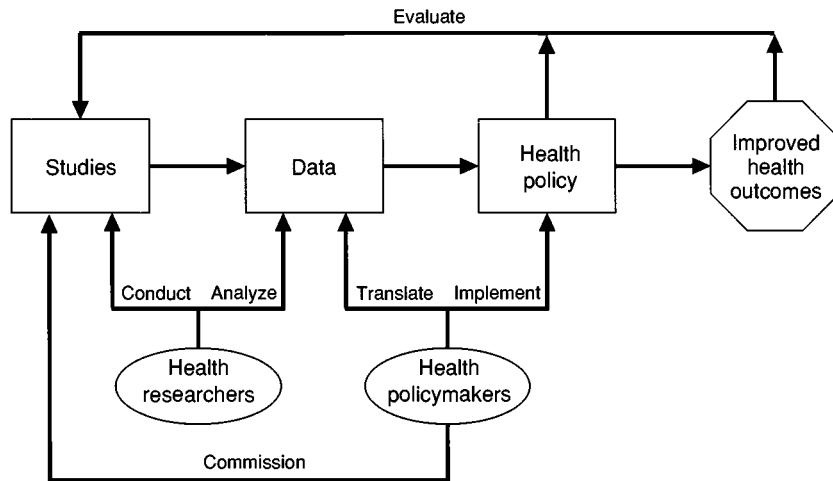 Evaluate
Studies
Data
Health
policy
Improved
health
outcomes
Conduct
Analyze
Translate
Implement
Health
researchers
Health
policymakers
Commission